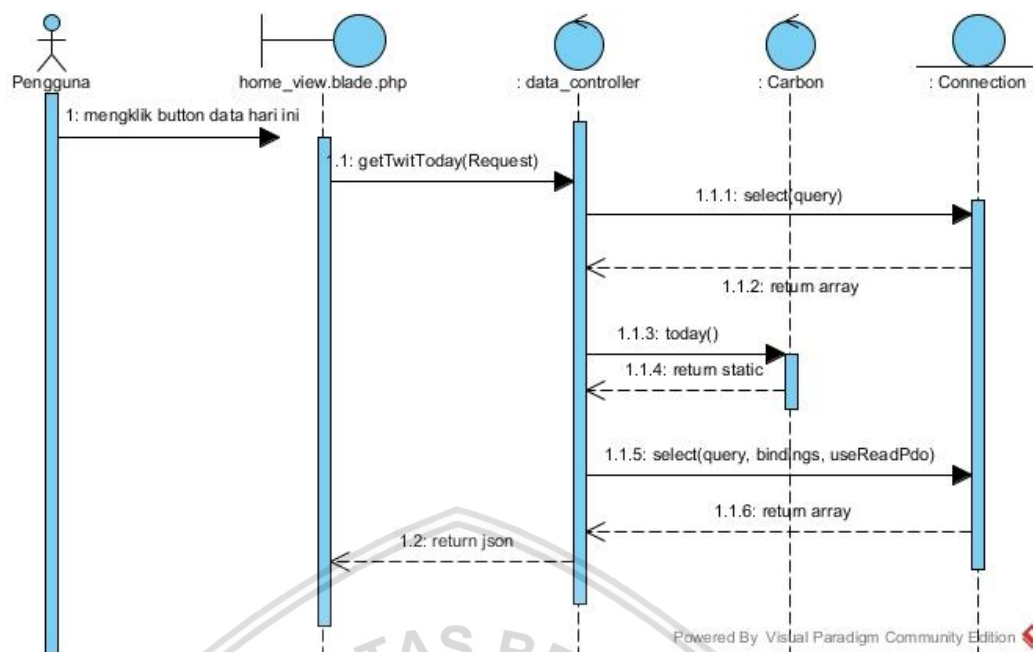 Pengguna
home_view.blade.php
: data_controller
: Carbon
: Connection
1: mengklik button data hari ini
1.1: getTwitToday(Request)
1.1.1: select(query)
1.1.2: return array
1.1.3: today()
1.1.4: return static
1.1.5: select(query, bindings, useReadPdo)
1.1.6: return array
1.2: return json
Powered By Visual Paradigm Community Edition